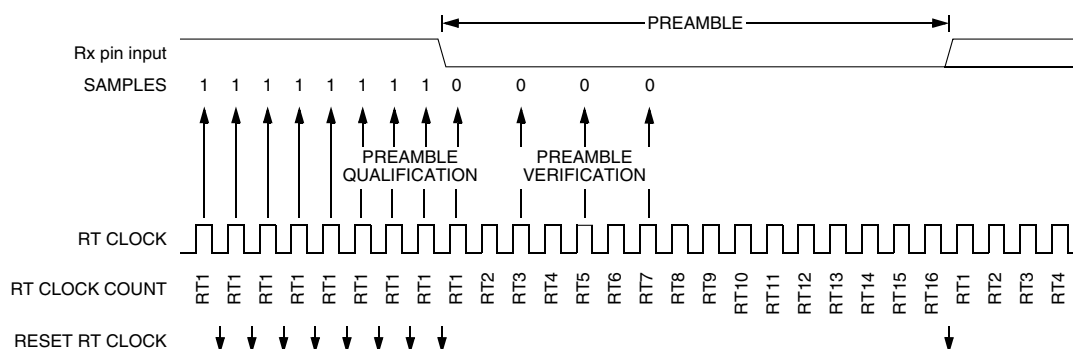 PREAMBLE
Rx pin input
SAMPLES 1 1 1 1 1 1 1 1 0 0 0 0
PREAMBLE QUALIFICATION
PREAMBLE VERIFICATION
RT CLOCK
RT CLOCK COUNT RT1 RT1 RT1 RT1 RT1 RT1 RT1 RT1 RT1 RT2 RT3 RT4 RT5 RT6 RT7 RT8 RT9 RT10 RT11 RT12 RT13 RT14 RT15 RT16 RT1 RT2 RT3 RT4
RESET RT CLOCK